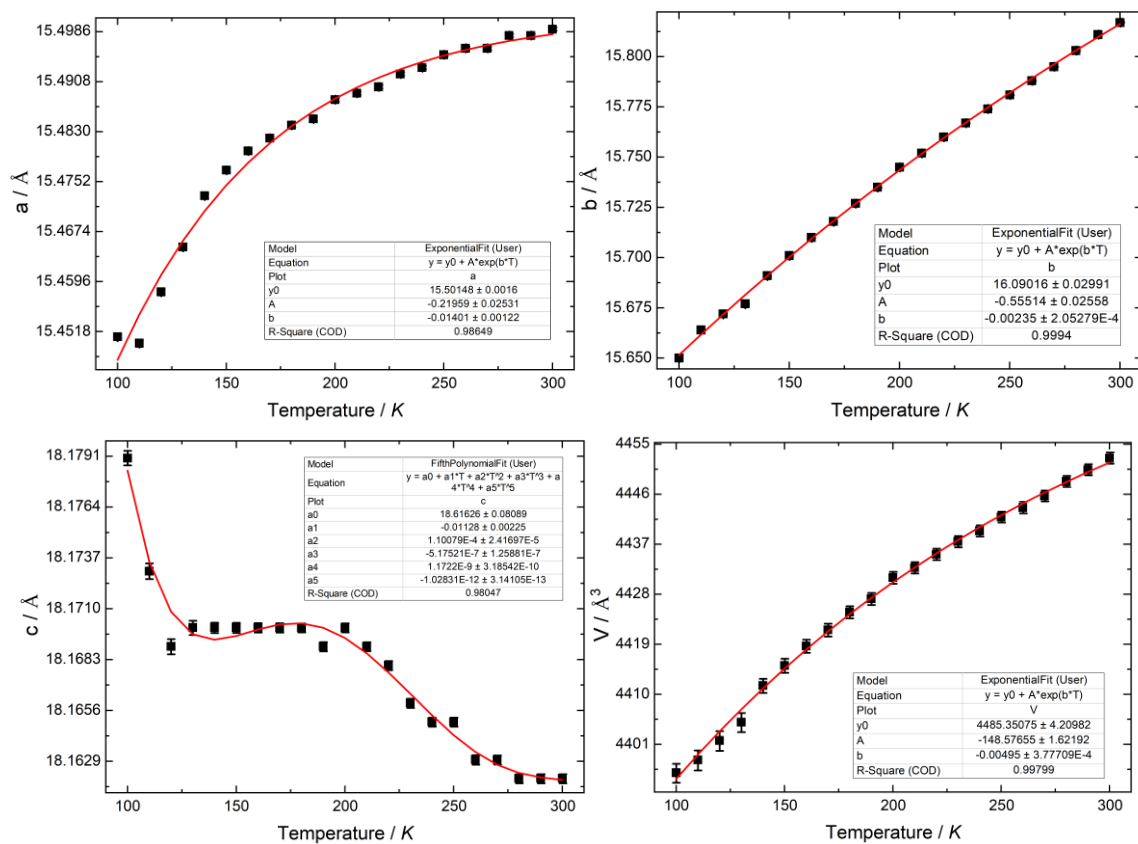 15.4986
15.4908
15.4830
15.4752
15.4674
15.4596
15.4518
a / Å
100 150 200 250 300
Temperature / K
Model ExponentialFit (User)
Equation y = y0 + A*exp(b*T)
Plot a
y0 15.50148 ± 0.0016
A -0.21959 ± 0.02531
b -0.01401 ± 0.00122
R-Square (COD) 0.98649
15.800
15.775
15.750
15.725
15.700
15.675
15.650
b / Å
100 150 200 250 300
Temperature / K
Model ExponentialFit (User)
Equation y = y0 + A*exp(b*T)
Plot b
y0 16.09016 ± 0.02991
A -0.55514 ± 0.02558
b -0.00235 ± 2.05279E-4
R-Square (COD) 0.9994
18.1791
18.1764
18.1737
18.1710
18.1683
18.1656
18.1629
c / Å
100 150 200 250 300
Temperature / K
Model FifthPolynomialFit (User)
Equation y = a0 + a1*T + a2*T^2 + a3*T^3 + a
4*T^4 + a5*T^5
Plot c
a0 18.61626 ± 0.08089
a1 -0.01128 ± 0.00225
a2 1.10079E-4 ± 2.41697E-5
a3 -5.17521E-7 ± 1.25881E-7
a4 1.1722E-9 ± 3.18542E-10
a5 -1.02831E-12 ± 3.14105E-13
R-Square (COD) 0.98047
4455
4446
4437
4428
4419
4410
4401
V / Å³
100 150 200 250 300
Temperature / K
Model ExponentialFit (User)
Equation y = y0 + A*exp(b*T)
Plot V
y0 4485.35075 ± 4.20982
A -148.57655 ± 1.62192
b -0.00495 ± 3.77709E-4
R-Square (COD) 0.99799